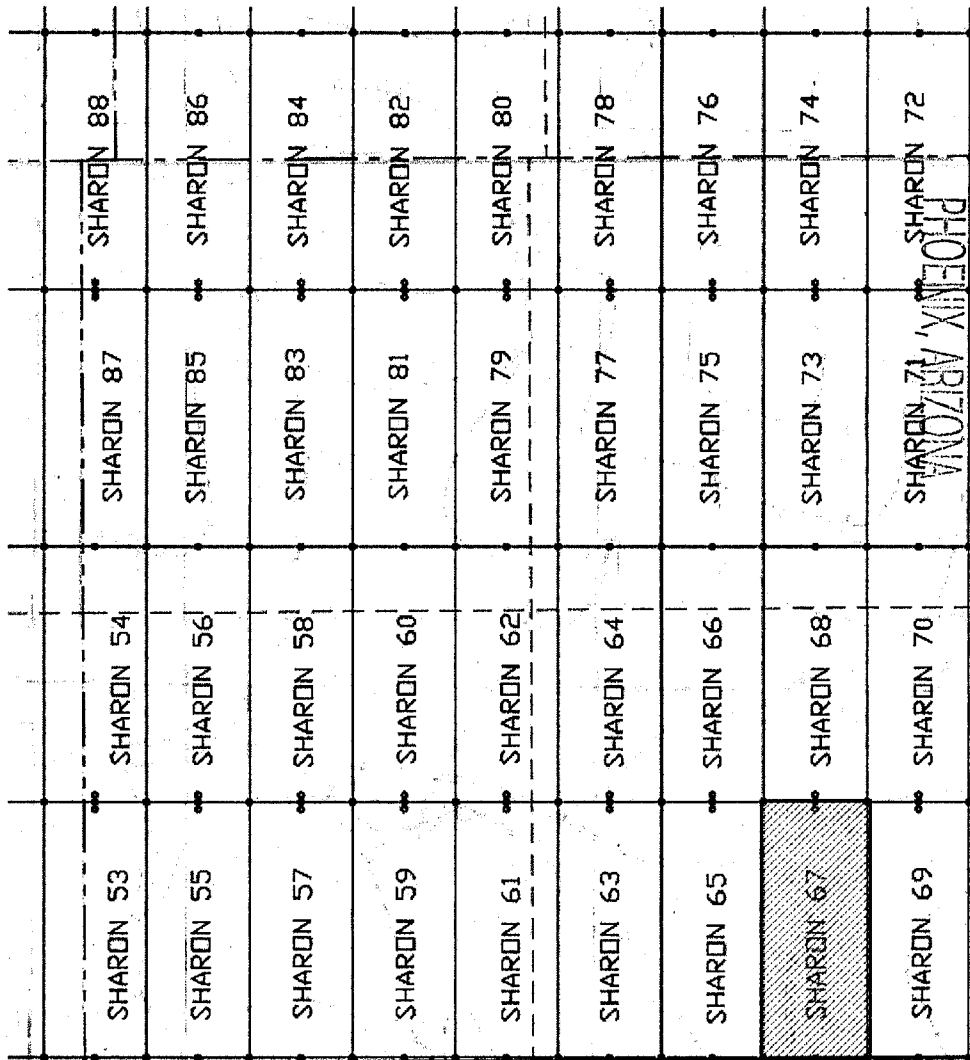 SHARON 88
SHARON 86
SHARON 84
SHARON 82
SHARON 80
SHARON 78
SHARON 76
SHARON 74
SHARON 72
PHOENIX, ARIZONA
SHARON 87
SHARON 85
SHARON 83
SHARON 81
SHARON 79
SHARON 77
SHARON 75
SHARON 73
SHARON 71
SHARON 54
SHARON 56
SHARON 58
SHARON 60
SHARON 62
SHARON 64
SHARON 66
SHARON 68
SHARON 70
SHARON 53
SHARON 55
SHARON 57
SHARON 59
SHARON 61
SHARON 63
SHARON 65
SHARON 67
SHARON 69